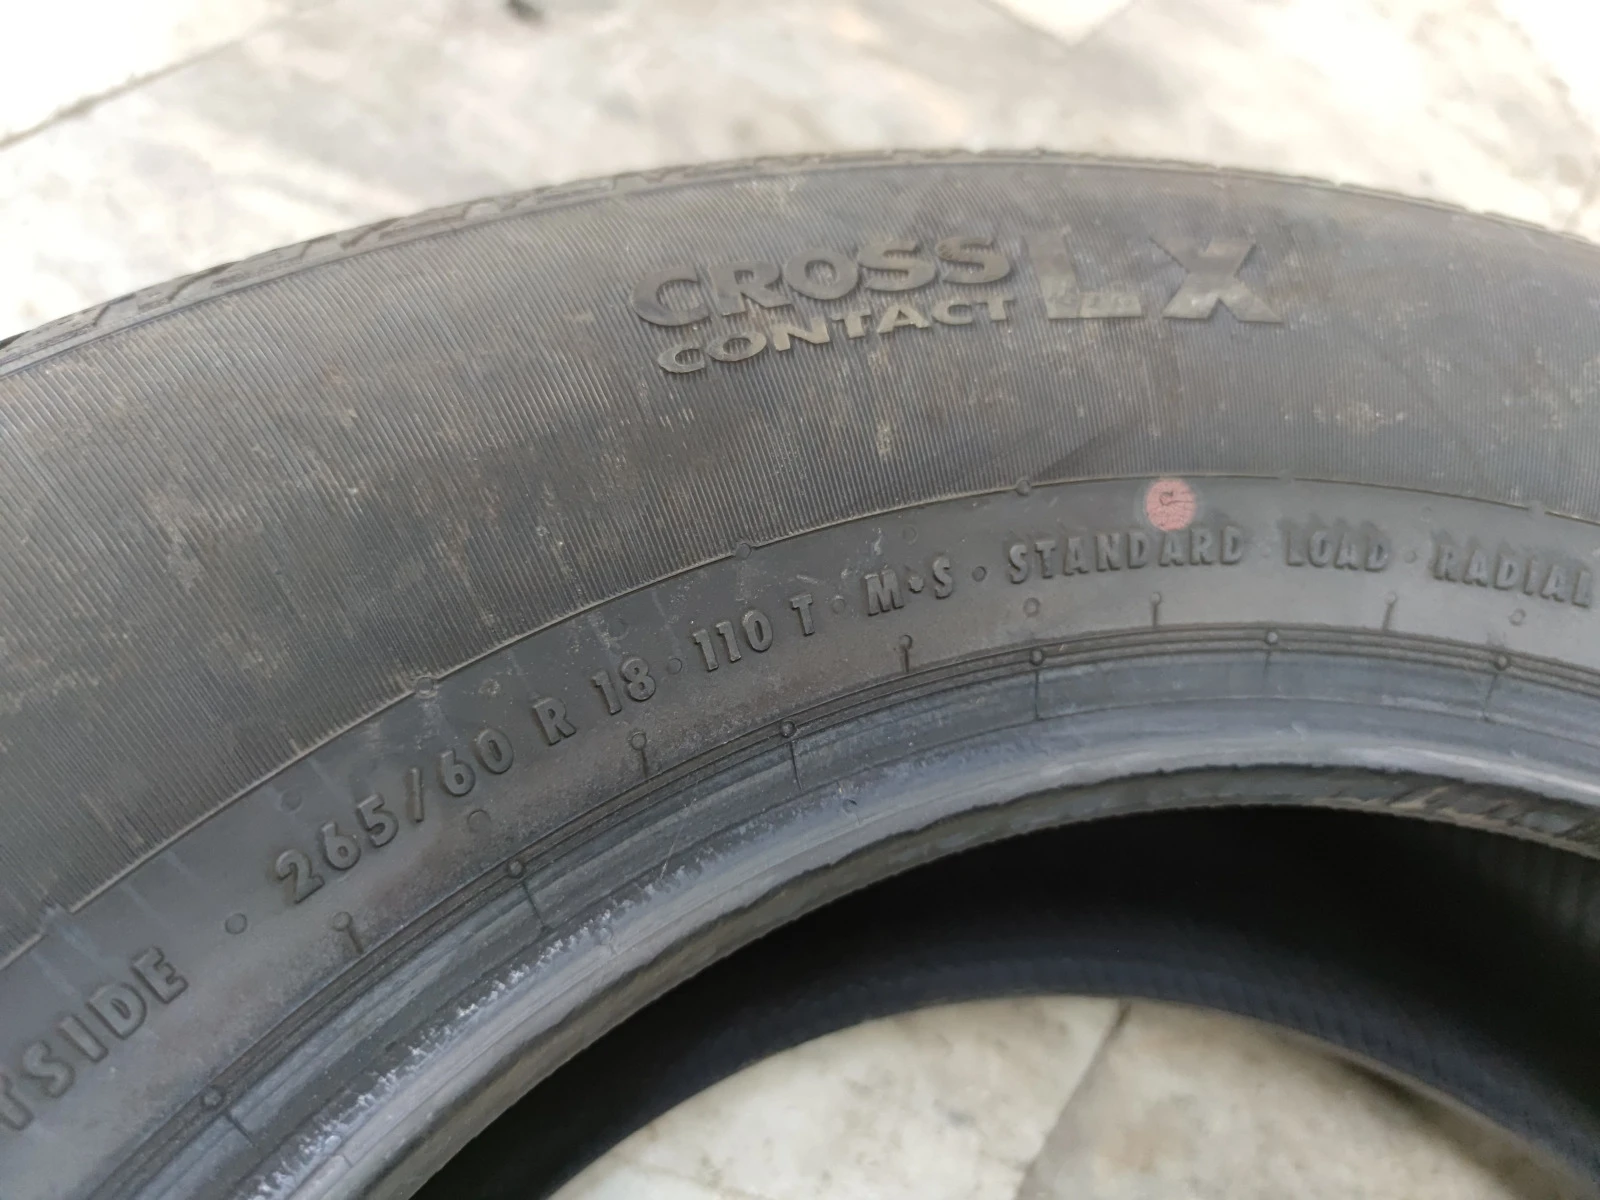 CROSS LX
CONTACT
TSIDE • 265/60 R 18 • 110 T • M+S • STANDARD LOAD • RADIAL